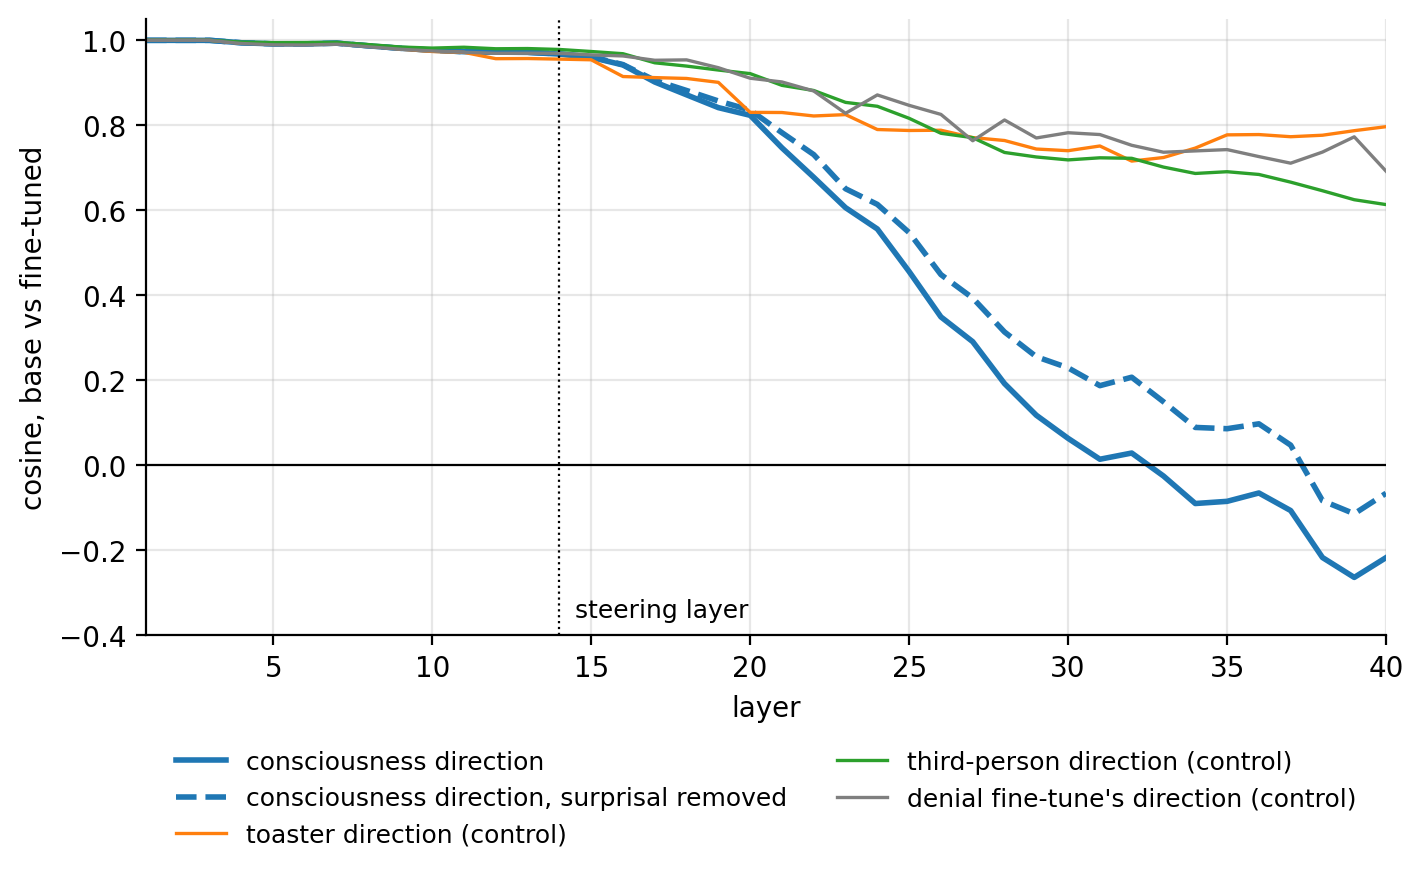 1.0
0.8
0.6
0.4
0.2
0.0
−0.2
−0.4
cosine, base vs fine-tuned
steering layer
5 10 15 20 25 30 35 40
layer
consciousness direction
consciousness direction, surprisal removed
toaster direction (control)
third-person direction (control)
denial fine-tune's direction (control)